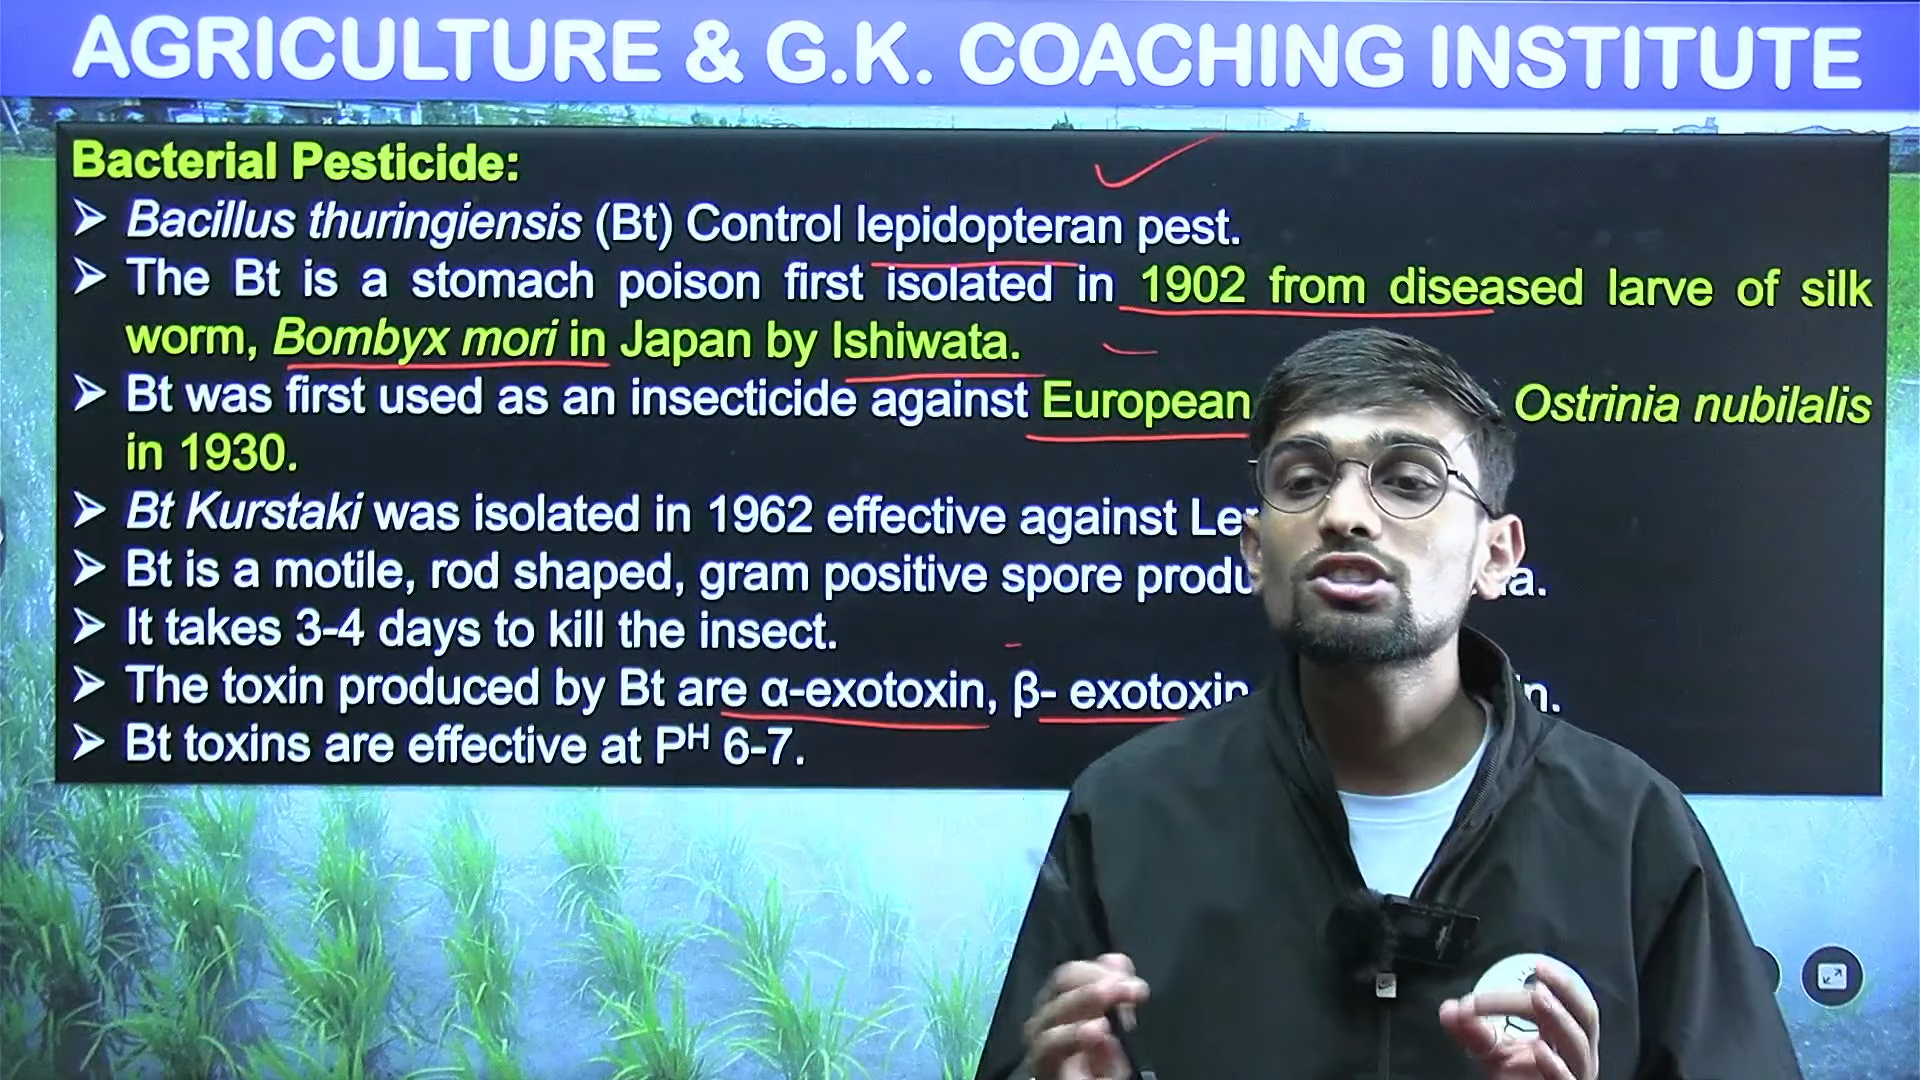 AGRICULTURE & G.K. COACHING INSTITUTE
Bacterial Pesticide:
➤ Bacillus thuringiensis (Bt) Control lepidopteran pest.
➤ The Bt is a stomach poison first isolated in 1902 from diseased larve of silk
worm, Bombyx mori in Japan by Ishiwata.
➤ Bt was first used as an insecticide against European Ostrinia nubilalis
in 1930.
➤ Bt Kurstaki was isolated in 1962 effective against
➤ Bt is a motile, rod shaped, gram positive spore
➤ It takes 3-4 days to kill the insect.
➤ The toxin produced by Bt are α-exotoxin, β- exotoxin
➤ Bt toxins are effective at Pᴴ 6-7.